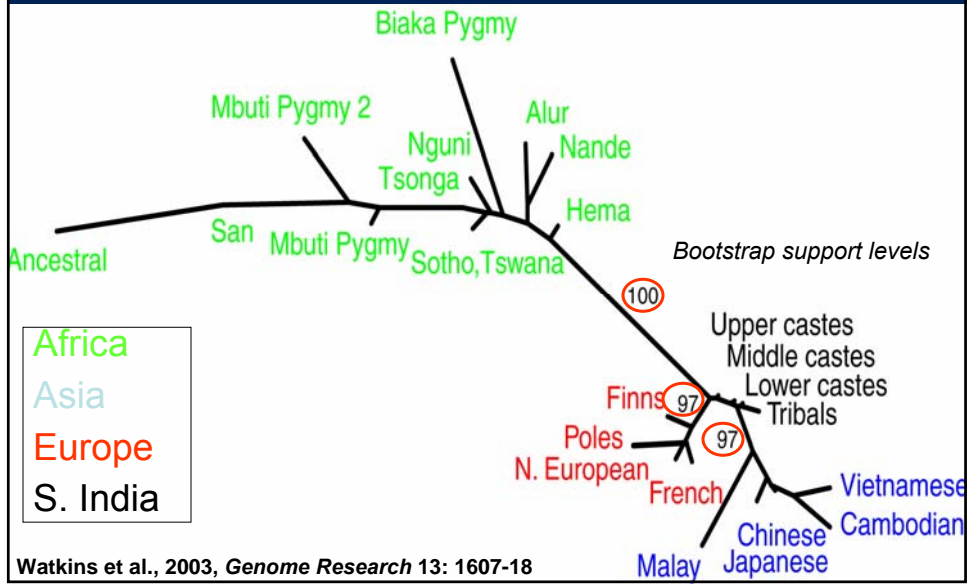 Biaka Pygmy
Mbuti Pygmy 2
Alur
Nguni
Nande
Tsonga
Hema
San
Mbuti Pygmy
Sotho,Tswana
Ancestral
Bootstrap support levels
100
Upper castes
Middle castes
Lower castes
Tribals
Africa
Asia
Europe
S. India
Finns
97
Poles
97
N. European
French
Vietnamese
Cambodian
Chinese
Japanese
Malay
Watkins et al., 2003, Genome Research 13: 1607-18